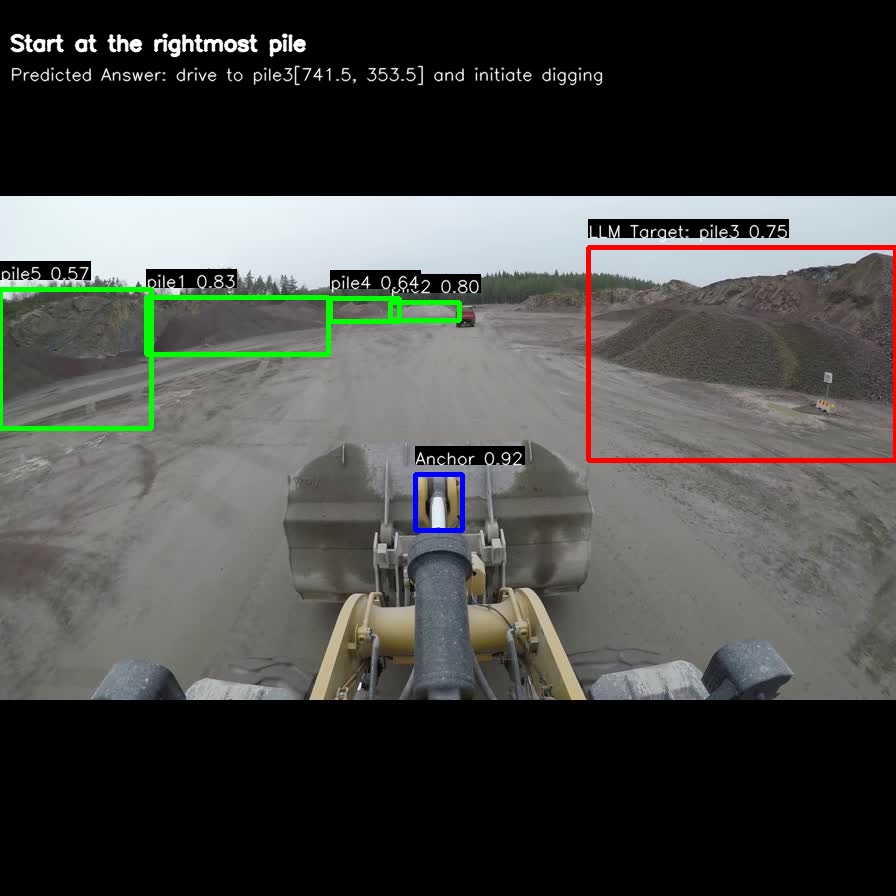 Start at the rightmost pile
Predicted Answer: drive to pile3[741.5, 353.5] and initiate digging
LLM Target: pile3 0.75
pile5 0.57
pile1 0.83
pile4 0.64
2 0.80
Anchor 0.92